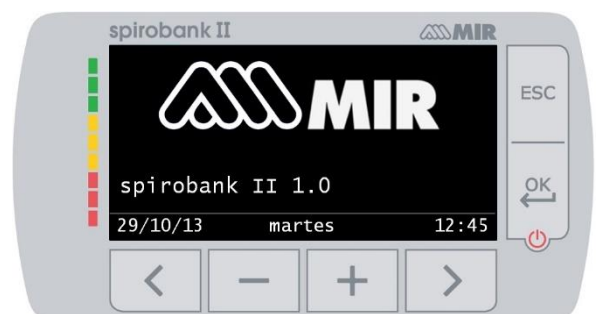 spirobank II MIR
ESC
MIR
spirobank II 1.0
OK
29/10/13 martes 12:45
< − + >